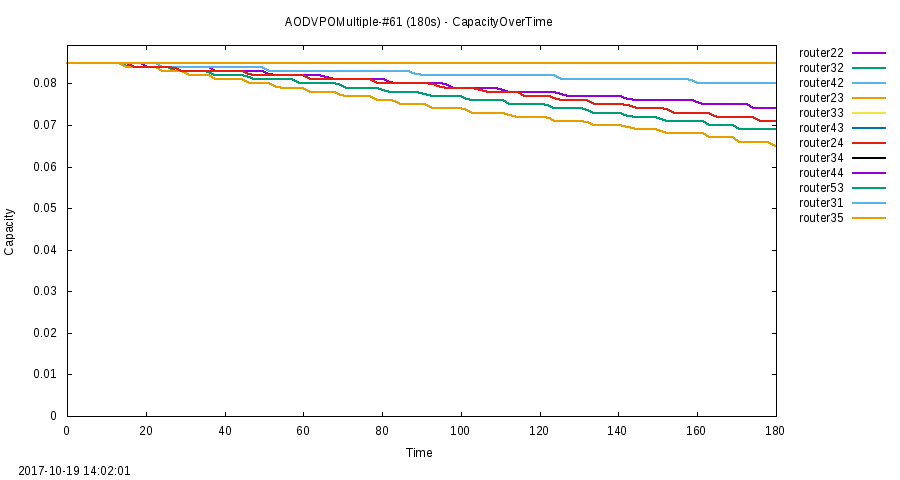 AODVPOMultiple-#61 (180s) - CapacityOverTime
router22
router32
router42
router23
router33
router43
router24
router34
router44
router53
router31
router35
Capacity
0.08
0.07
0.06
0.05
0.04
0.03
0.02
0.01
0
0 20 40 60 80 100 120 140 160 180
Time
2017-10-19 14:02:01